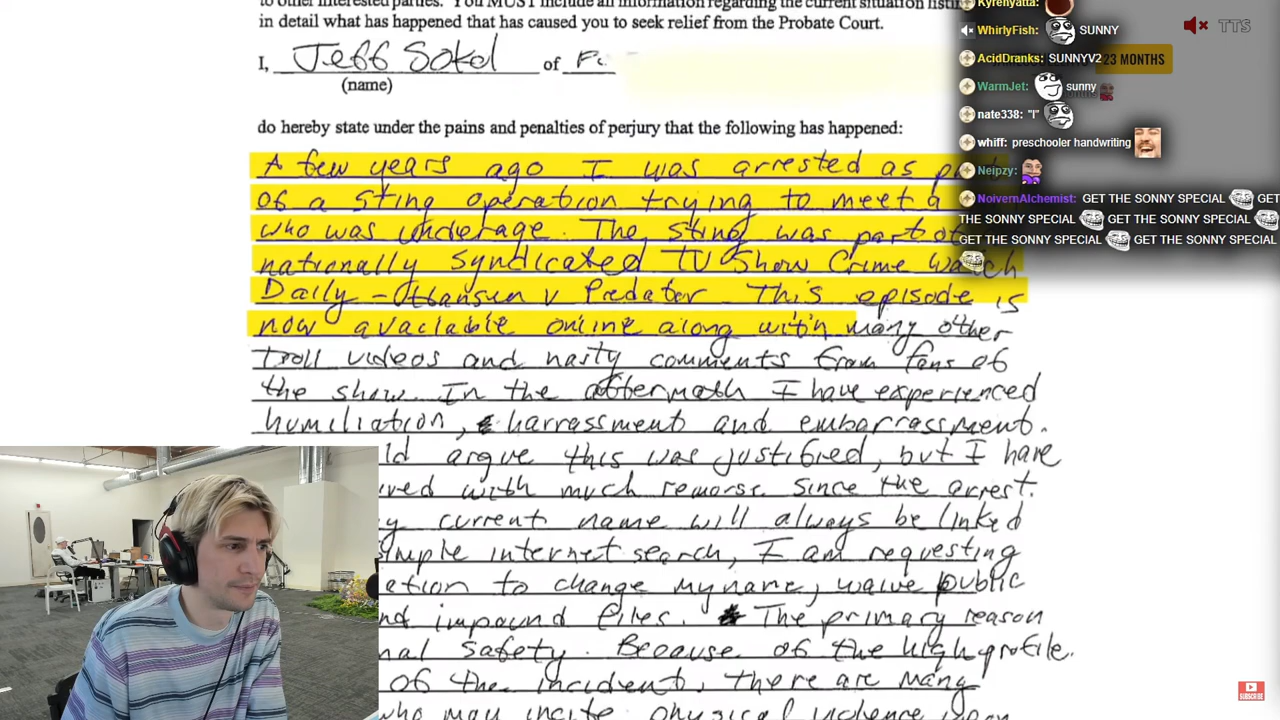 to other interested parties. You MUST include all information regarding the current situation listing
in detail what has happened that has caused you to seek relief from the Probate Court.
I, Jeff Sokol of
(name)
do hereby state under the pains and penalties of perjury that the following has happened:
A few years ago I was arrested as
of a sting operation trying to meet a
who was underage. The sting was part of
nationally syndicated TV show Crime Watch
Daily - Hansen v Predator. This episode is
now available online along with many other
troll videos and nasty comments from fans of
the show. In the aftermath I have experienced
humiliation, harrassment and embarrassment.
argue this was justified, but I have
with much remorse since the arrest.
current name will always be linked
simple internet search, I am requesting
to change my name, waive public
impound files. The primary reason
safety. Because of the high profile
of the incident, there are many
who may incite physical violence upon
Kyrenyatta:
WhirlyFish: SUNNY
AcidDranks: SUNNYV2
WarmJet: sunny
nate338: "I"
whiff: preschooler handwriting
Neipzy:
NoivernAlchemist: GET THE SONNY SPECIAL GET
THE SONNY SPECIAL GET THE SONNY SPECIAL
GET THE SONNY SPECIAL GET THE SONNY SPECIAL
TTS
23 MONTHS
SUBSCRIBE